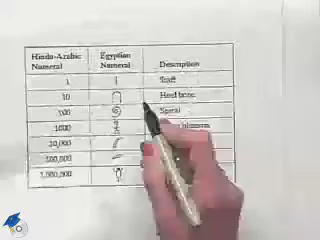 Hindu-Arabic Numeral Egyptian Numeral Description
1 Staff
10 Heel bone
100 Spiral
1000
10,000
100,000
1,000,000